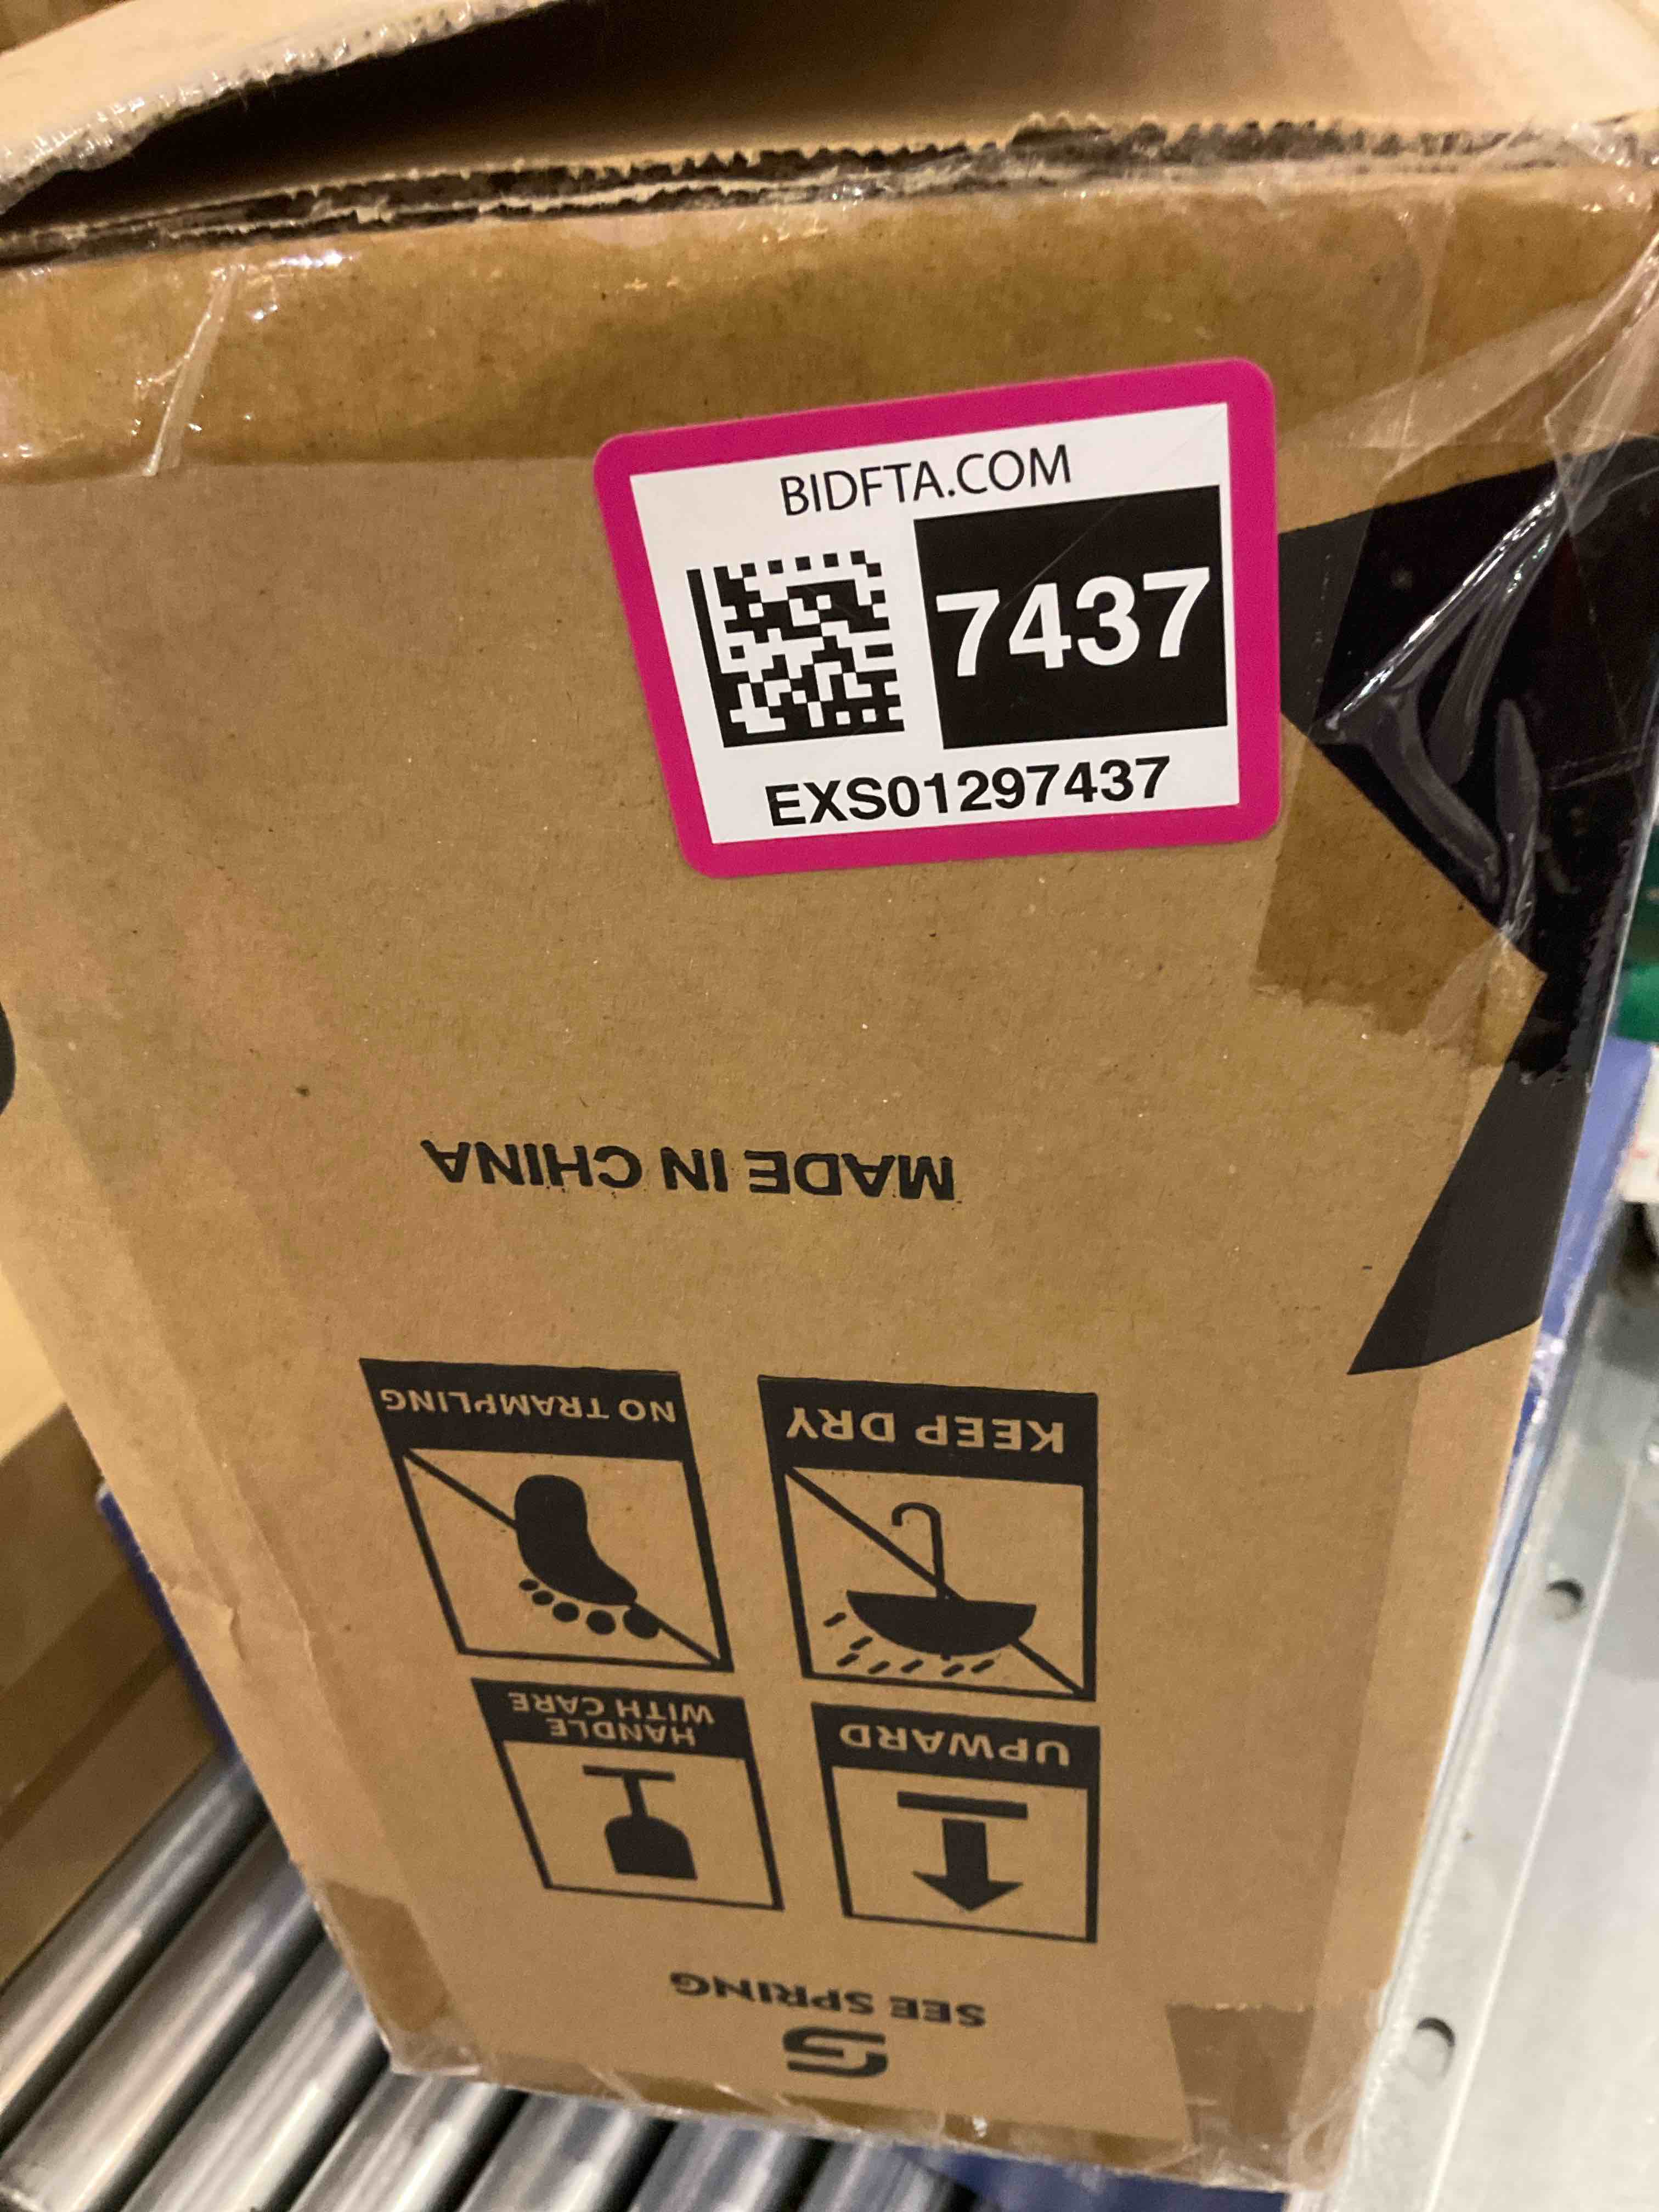 BIDFTA.COM
7437
EXS01297437
MADE IN CHINA
NO TRAMPLING
KEEP DRY
HANDLE
WITH CARE
UPWARD
SEE SPRING